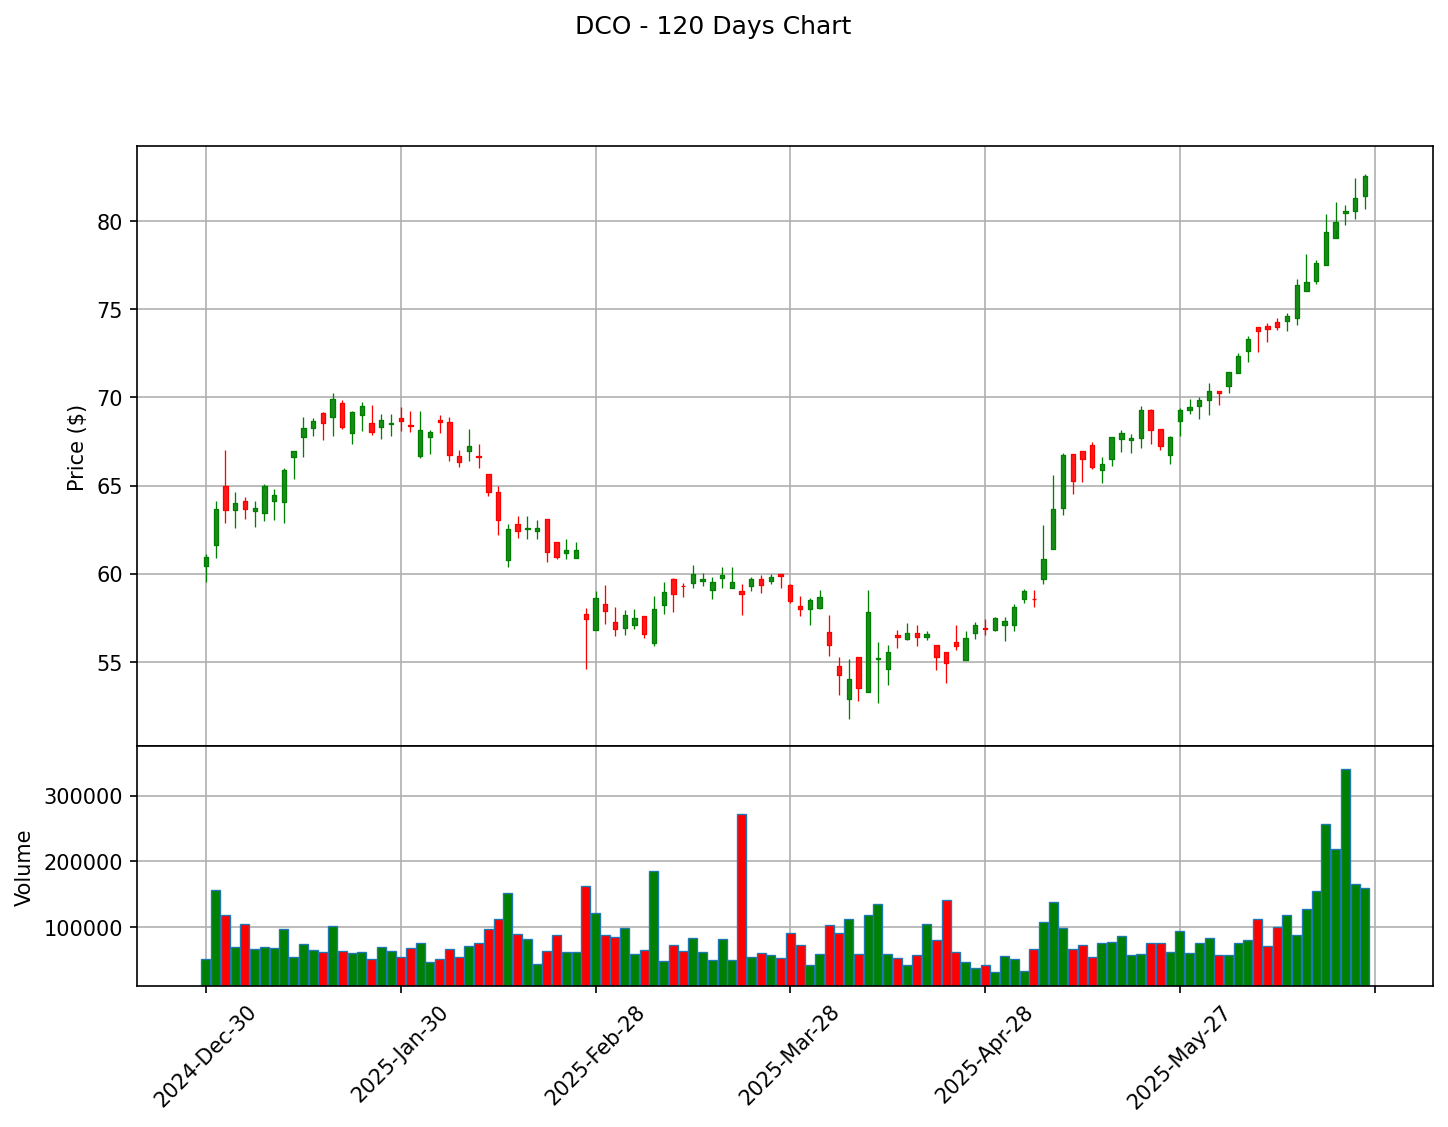 DCO - 120 Days Chart
Price ($)
80
75
70
65
60
55
Volume
300000
200000
100000
2024-Dec-30
2025-Jan-30
2025-Feb-28
2025-Mar-28
2025-Apr-28
2025-May-27